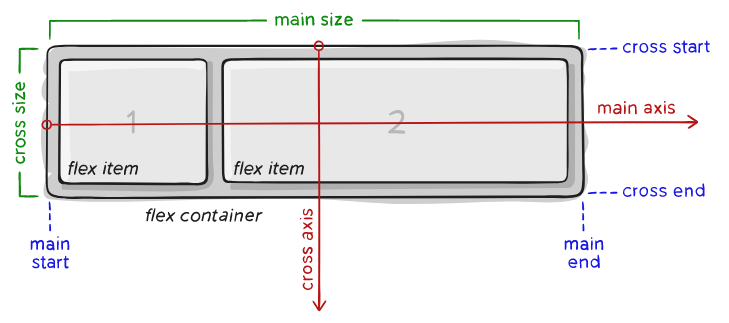 main size
cross start
cross size
main axis
1
2
flex item
flex item
cross end
flex container
cross axis
main
start
main
end